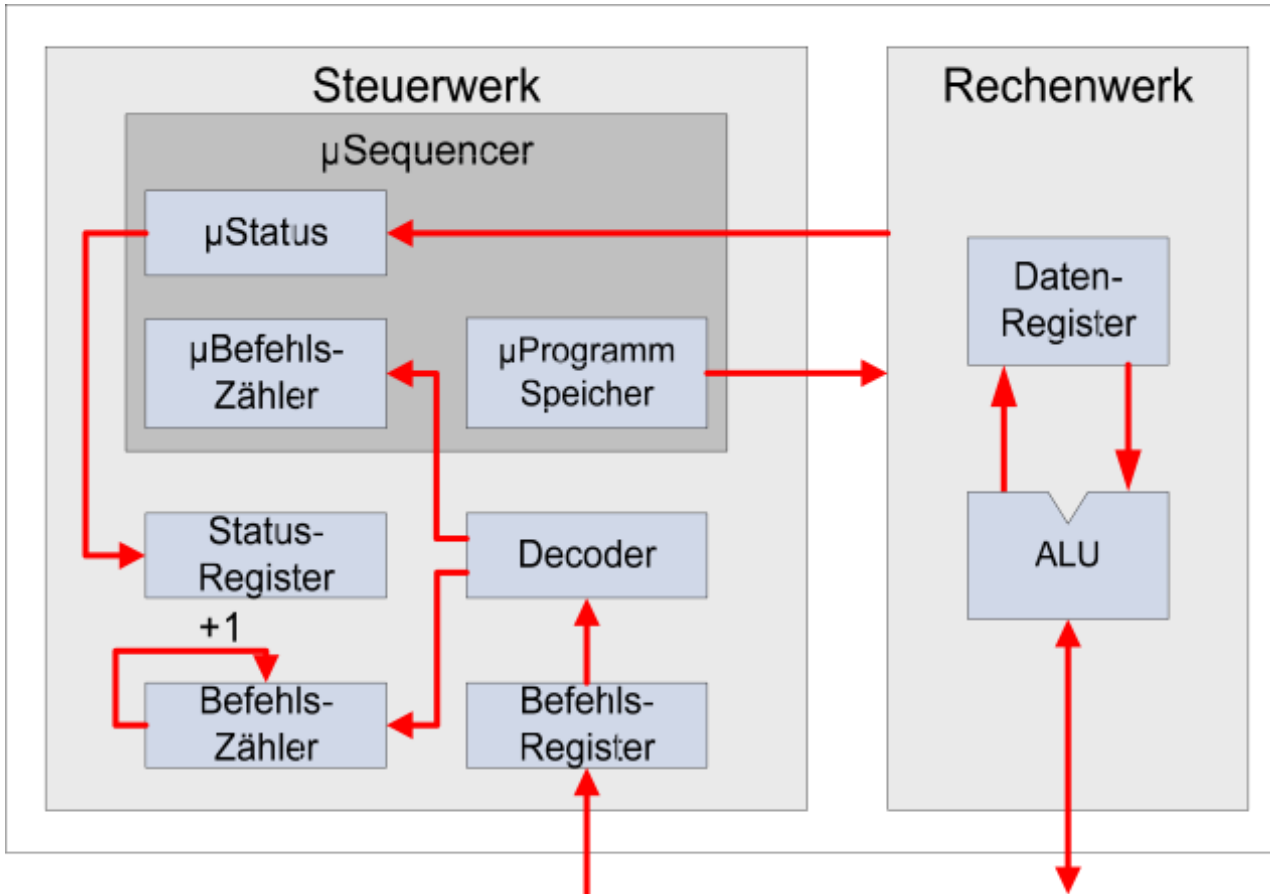 Steuerwerk
Rechenwerk
µSequencer
µStatus
Daten-
Register
µBefehls-
Zähler
µProgramm
Speicher
Status-
Register
Decoder
ALU
+1
Befehls-
Zähler
Befehls-
Register